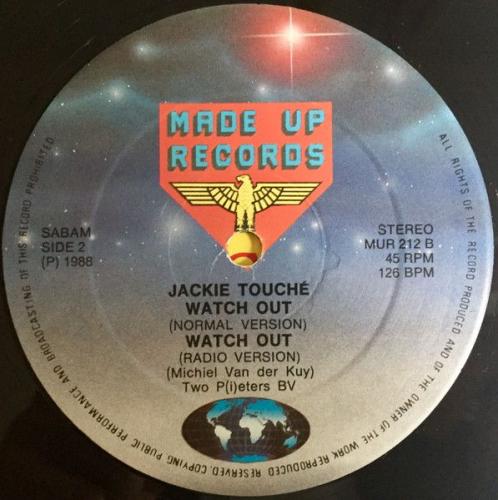 MADE UP
RECORDS
SABAM
SIDE 2
(P) 1988
STEREO
MUR 212 B
45 RPM
126 BPM
JACKIE TOUCHÉ
WATCH OUT
(NORMAL VERSION)
WATCH OUT
(RADIO VERSION)
(Michiel Van der Kuy)
Two P(i)eters BV
ALL RIGHTS OF THE RECORD PRODUCED AND OF THE OWNER OF THE WORK REPRODUCED RESERVED. COPYING PUBLIC PERFORMANCE AND BROADCASTING OF THIS RECORD PROHIBITED